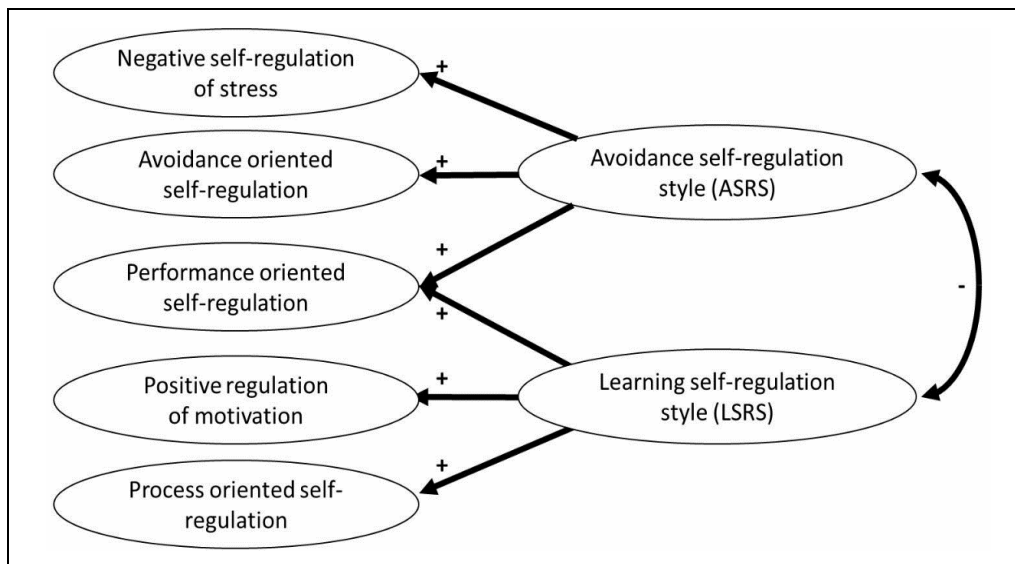 Negative self-regulation
of stress
Avoidance oriented
self-regulation
Performance oriented
self-regulation
Positive regulation
of motivation
Process oriented self-
regulation
+
+
+
+
+
+
Avoidance self-regulation
style (ASRS)
Learning self-regulation
style (LSRS)
-